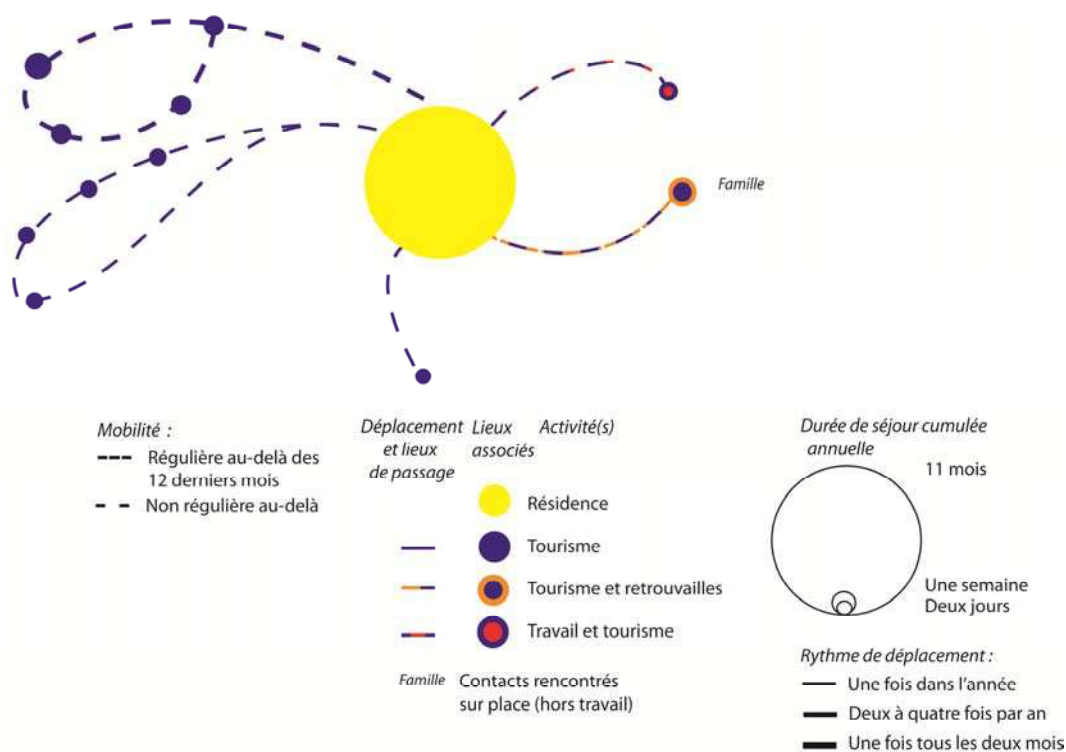 Famille
Mobilité :
Régulière au-delà des
12 derniers mois
Non régulière au-delà
Déplacement
et lieux
de passage
Lieux
associés
Activité(s)
Résidence
Tourisme
Tourisme et retrouvailles
Travail et tourisme
Famille
Contacts rencontrés
sur place (hors travail)
Durée de séjour cumulée
annuelle
11 mois
Une semaine
Deux jours
Rythme de déplacement :
Une fois dans l'année
Deux à quatre fois par an
Une fois tous les deux mois